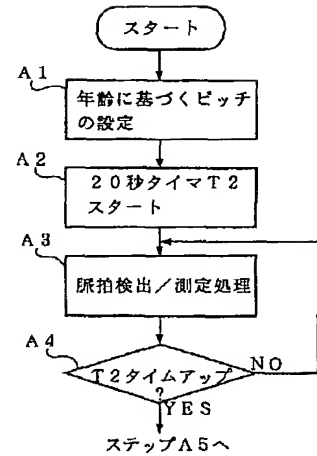 スタート
A1
年齢に基づくピッチ
の設定
A2
20秒タイマT2
スタート
A3
脈拍検出/測定処理
A4
T2タイムアップ
?
NO
YES
ステップA5へ